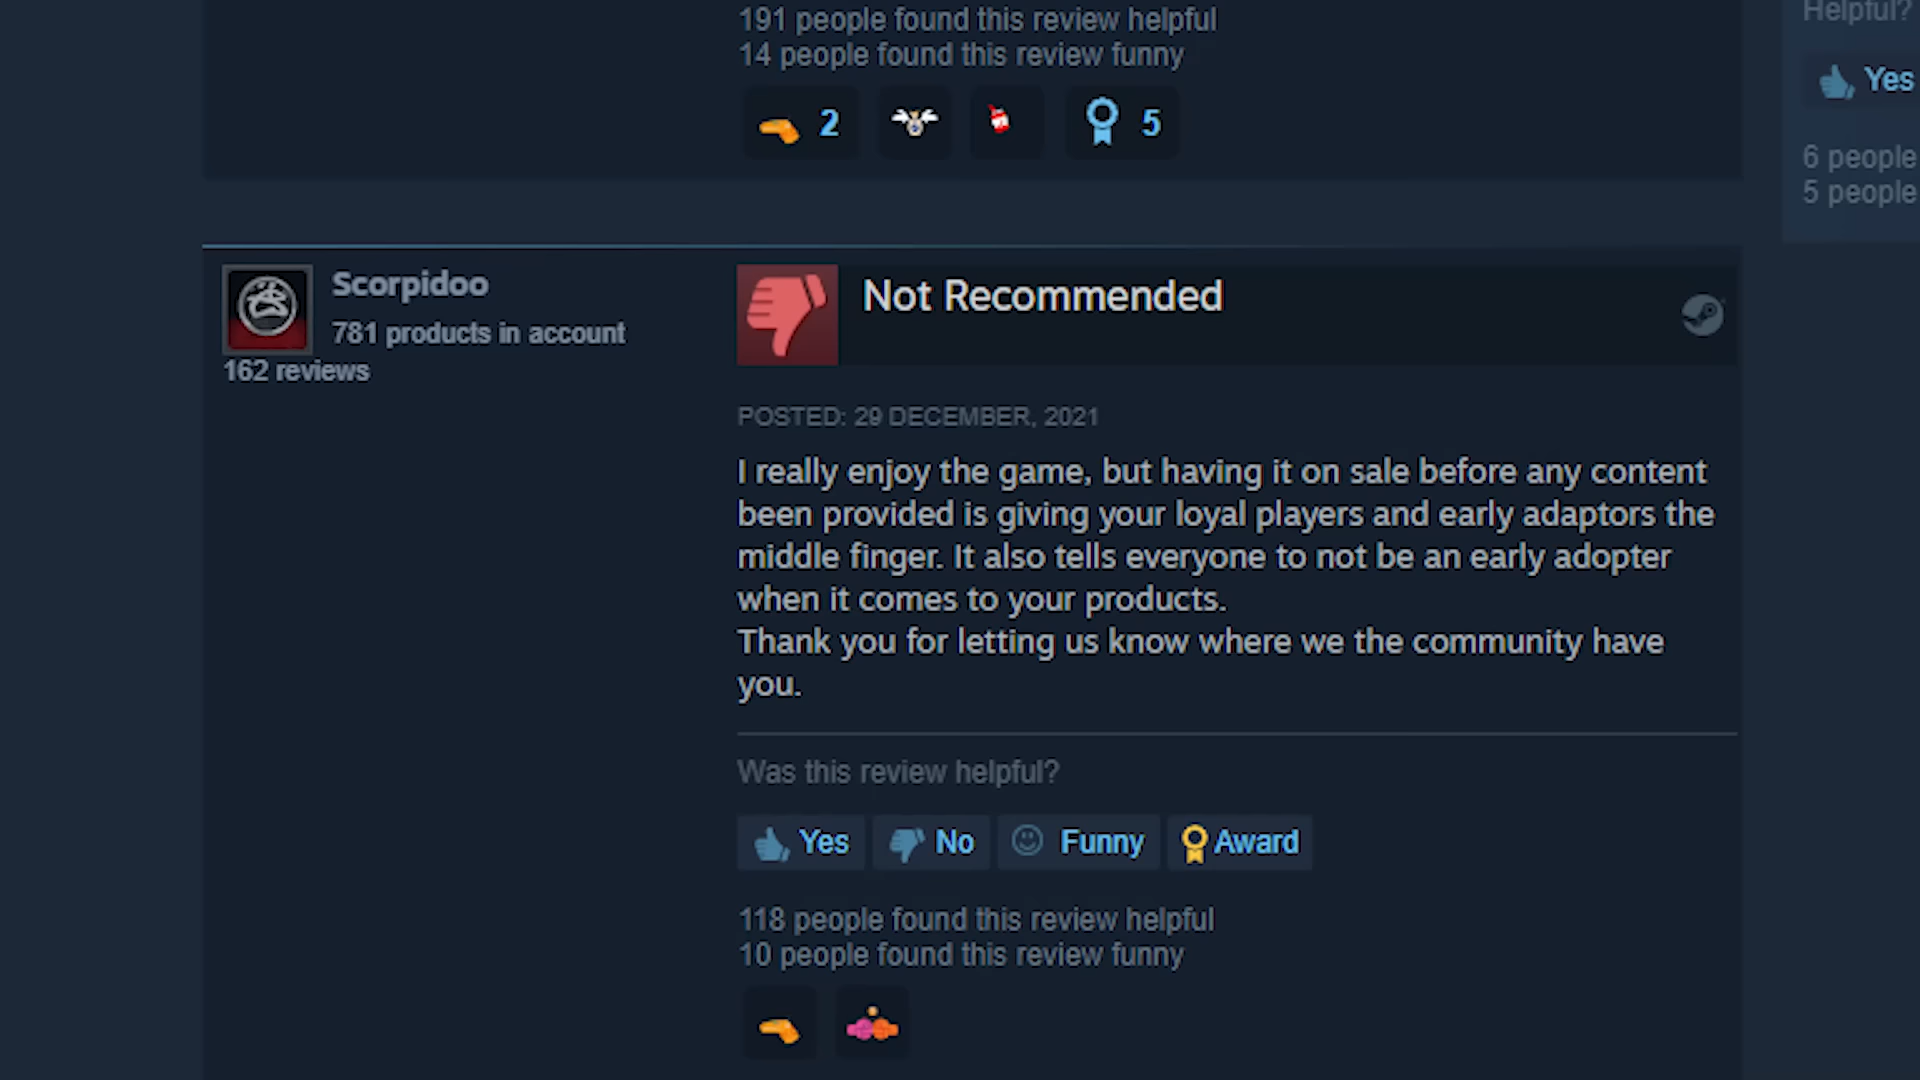 191 people found this review helpful
14 people found this review funny
2
5
Helpful?
Yes
6 people
5 people
Scorpidoo
781 products in account
162 reviews
Not Recommended
POSTED: 29 DECEMBER, 2021
I really enjoy the game, but having it on sale before any content
been provided is giving your loyal players and early adaptors the
middle finger. It also tells everyone to not be an early adopter
when it comes to your products.
Thank you for letting us know where we the community have
you.
Was this review helpful?
Yes
No
Funny
Award
118 people found this review helpful
10 people found this review funny